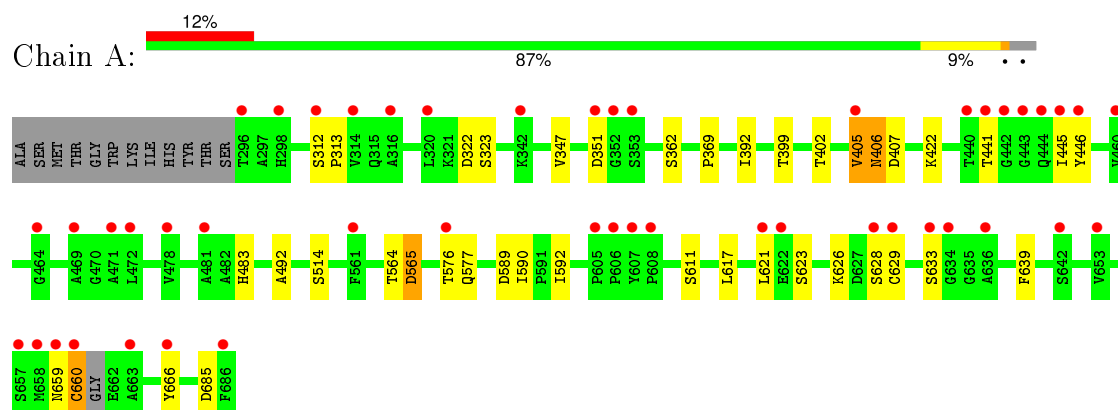 12%
Chain A:
87% 9% • •
ALA SER MET THR GLY TRP LYS ILE HIS TYR THR SER T296 A297 H298 S312 P313 V314 Q315 A316 L320 K321 D322 S323 K342 V347 D351 G352 S353 S362 P369 I392 T399 T402 V405 N406 D407 K422 T440 T441 G442 G443 Q444 I445 Y446 V460
G464 A469 G470 A471 L472 V478 A481 A482 H483 A492 S514 F561 T564 D565 T576 Q577 D589 I590 P591 I592 P605 P606 Y607 P608 S611 L617 L621 E622 S623 K626 D627 S628 C629 S633 G634 G635 A636 F639 S642 V653
S657 M658 N659 C660 GLY E662 A663 Y666 D685 F686